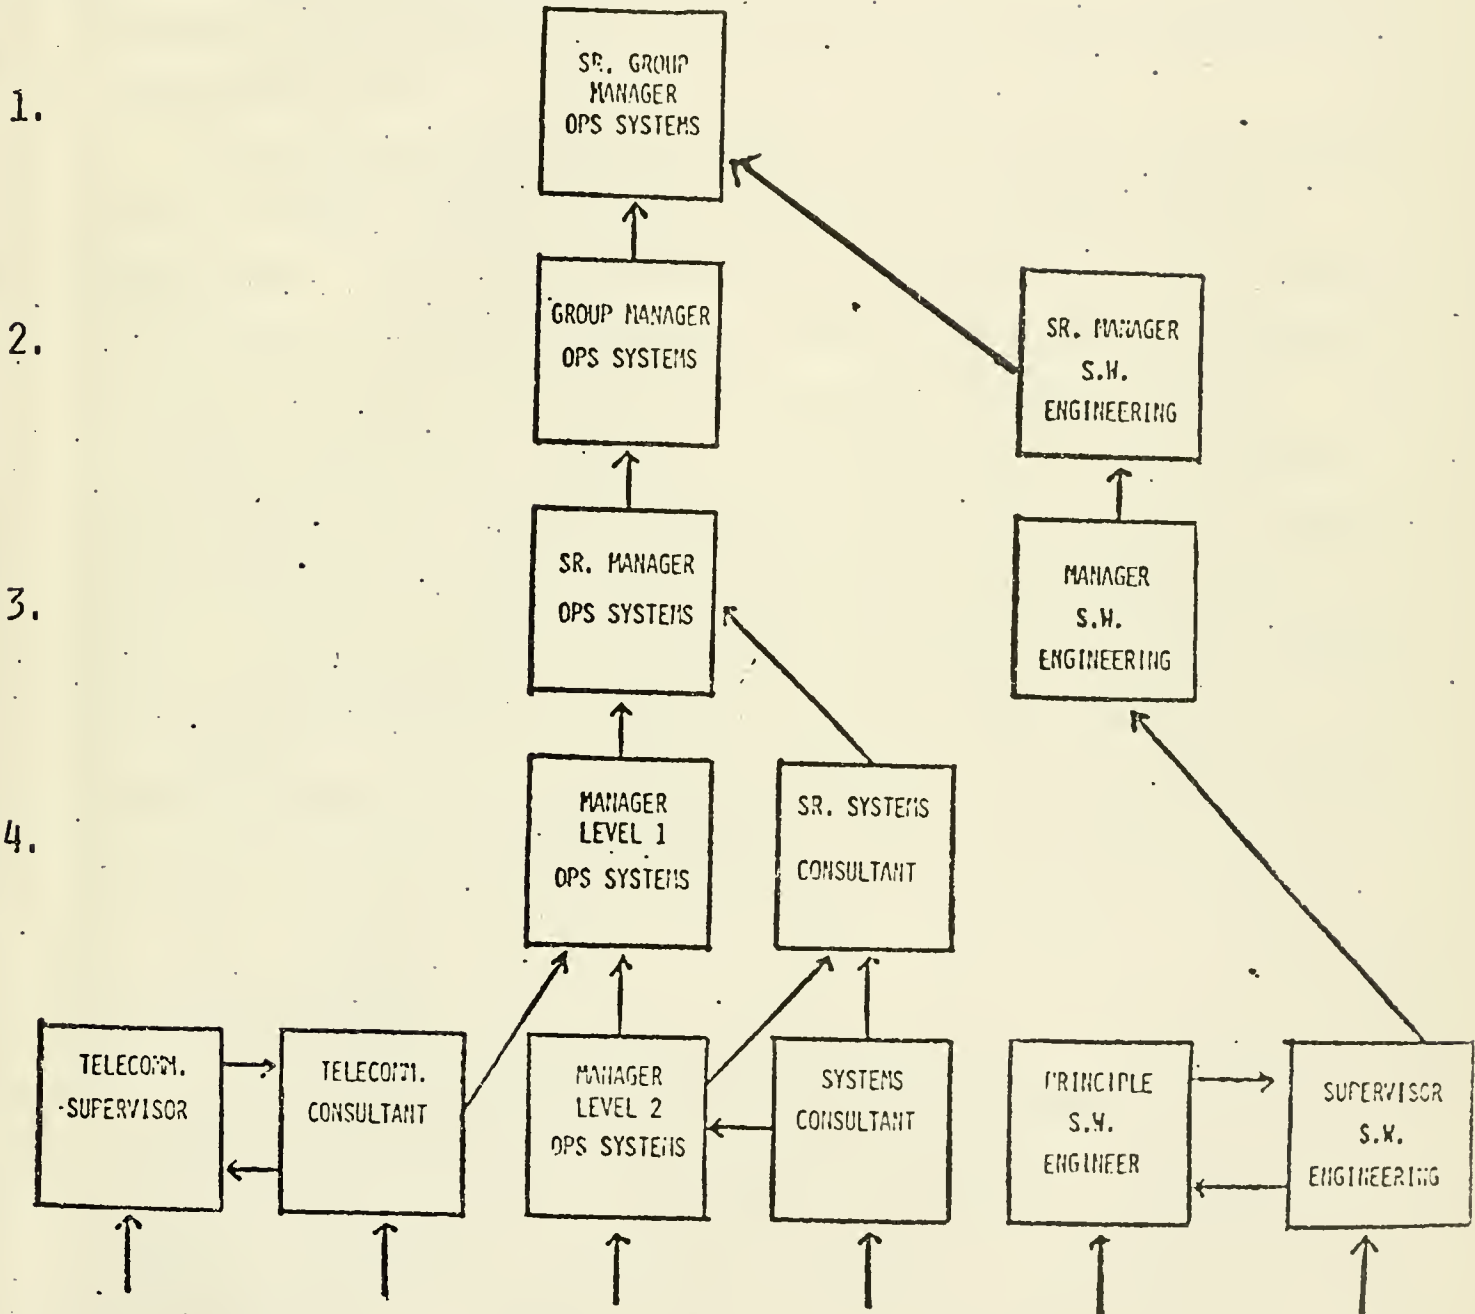 1.
SR. GROUP
MANAGER
OPS SYSTEMS
2.
GROUP MANAGER
OPS SYSTEMS
SR. MANAGER
S.W.
ENGINEERING
3.
SR. MANAGER
OPS SYSTEMS
MANAGER
S.W.
ENGINEERING
4.
MANAGER
LEVEL 1
OPS SYSTEMS
SR. SYSTEMS
CONSULTANT
TELECOMM.
SUPERVISOR
TELECOMM.
CONSULTANT
MANAGER
LEVEL 2
OPS SYSTEMS
SYSTEMS
CONSULTANT
PRINCIPLE
S.W.
ENGINEER
SUPERVISOR
S.W.
ENGINEERING